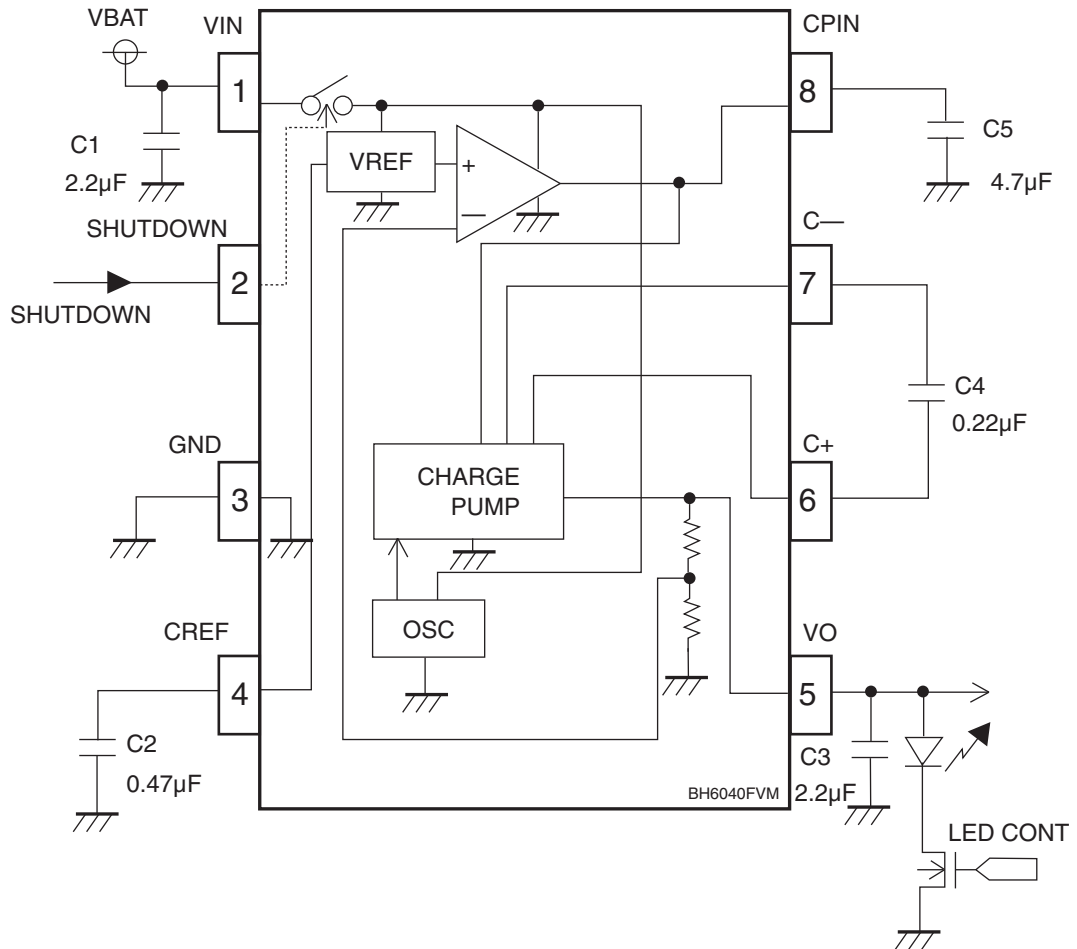 VBAT
VIN
CPIN
1
8
C1
2.2µF
VREF
+
—
C5
4.7µF
SHUTDOWN
C—
2
7
SHUTDOWN
C4
0.22µF
GND
C+
3
CHARGE
PUMP
6
CREF
OSC
VO
4
5
C2
0.47µF
C3
2.2µF
BH6040FVM
LED CONT